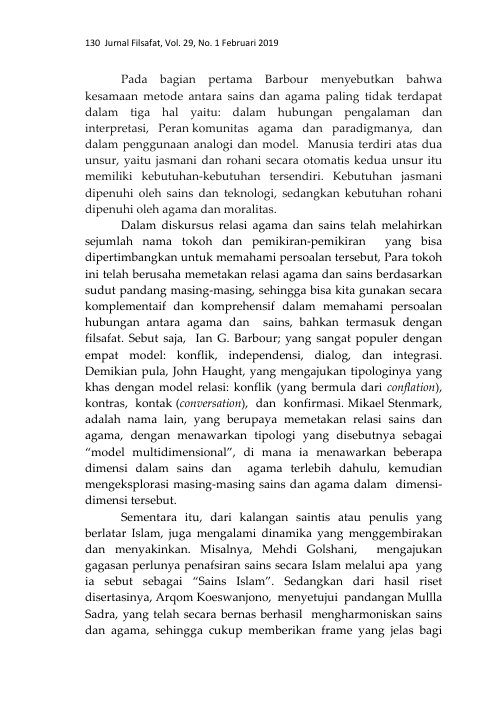 130 Jurnal Filsafat, Vol. 29, No. 1 Februari 2019
Pada bagian pertama Barbour menyebutkan bahwa
kesamaan metode antara sains dan agama paling tidak terdapat
dalam tiga hal yaitu: dalam hubungan pengalaman dan
interpretasi, Peran komunitas agama dan paradigmanya, dan
dalam penggunaan analogi dan model. Manusia terdiri atas dua
unsur, yaitu jasmani dan rohani secara otomatis kedua unsur itu
memiliki kebutuhan-kebutuhan tersendiri. Kebutuhan jasmani
dipenuhi oleh sains dan teknologi, sedangkan kebutuhan rohani
dipenuhi oleh agama dan moralitas.
Dalam diskursus relasi agama dan sains telah melahirkan
sejumlah nama tokoh dan pemikiran-pemikiran yang bisa
dipertimbangkan untuk memahami persoalan tersebut, Para tokoh
ini telah berusaha memetakan relasi agama dan sains berdasarkan
sudut pandang masing-masing, sehingga bisa kita gunakan secara
komplementaif dan komprehensif dalam memahami persoalan
hubungan antara agama dan sains, bahkan termasuk dengan
filsafat. Sebut saja, Ian G. Barbour; yang sangat populer dengan
empat model: konflik, independensi, dialog, dan integrasi.
Demikian pula, John Haught, yang mengajukan tipologinya yang
khas dengan model relasi: konflik (yang bermula dari conflation),
kontras, kontak (conversation), dan konfirmasi. Mikael Stenmark,
adalah nama lain, yang berupaya memetakan relasi sains dan
agama, dengan menawarkan tipologi yang disebutnya sebagai
“model multidimensional”, di mana ia menawarkan beberapa
dimensi dalam sains dan agama terlebih dahulu, kemudian
mengeksplorasi masing-masing sains dan agama dalam dimensi-
dimensi tersebut.
Sementara itu, dari kalangan saintis atau penulis yang
berlatar Islam, juga mengalami dinamika yang menggembirakan
dan menyakinkan. Misalnya, Mehdi Golshani, mengajukan
gagasan perlunya penafsiran sains secara Islam melalui apa yang
ia sebut sebagai “Sains Islam”. Sedangkan dari hasil riset
disertasinya, Arqom Koeswanjono, menyetujui pandangan Mullla
Sadra, yang telah secara bernas berhasil mengharmoniskan sains
dan agama, sehingga cukup memberikan frame yang jelas bagi